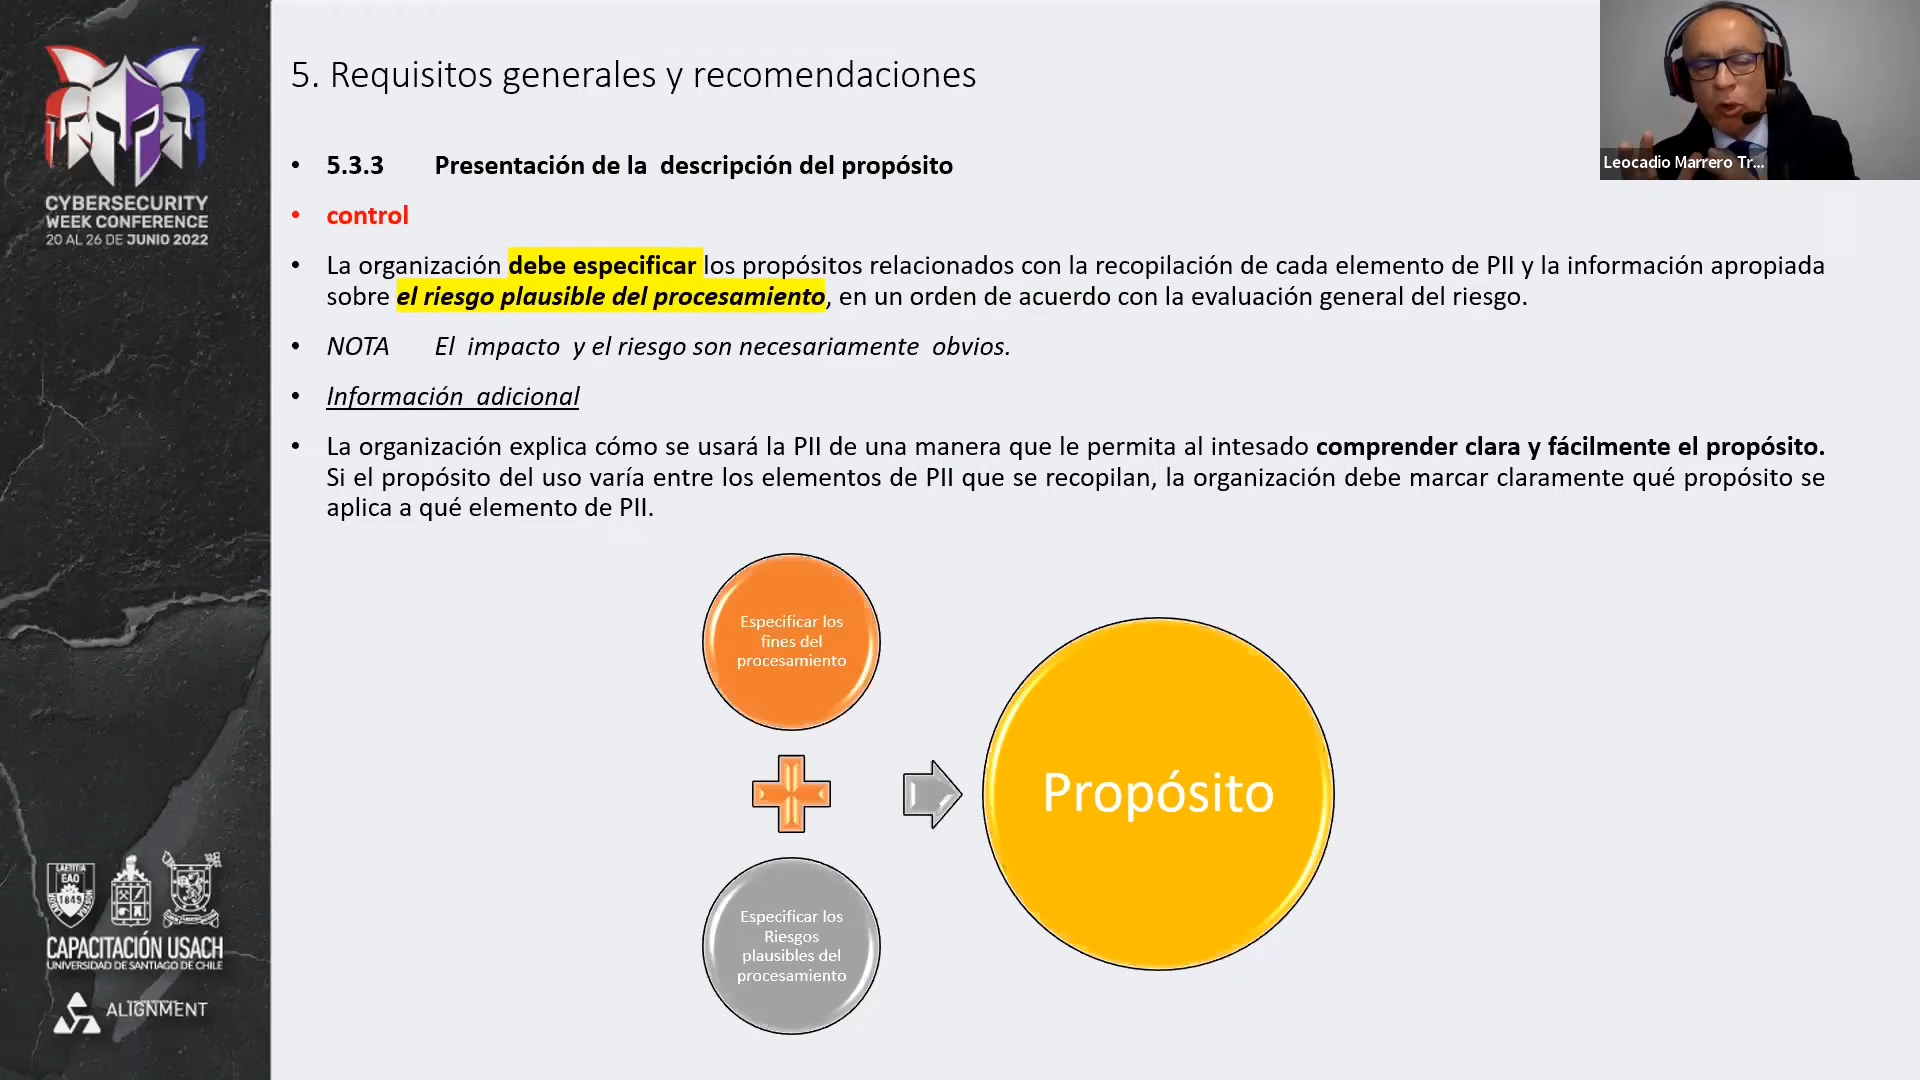 CYBERSECURITY
WEEK CONFERENCE
20 AL 26 DE JUNIO 2022
5. Requisitos generales y recomendaciones
Leocadio Marrero Tr...
• 5.3.3 Presentación de la descripción del propósito
• control
• La organización debe especificar los propósitos relacionados con la recopilación de cada elemento de PII y la información apropiada
sobre el riesgo plausible del procesamiento, en un orden de acuerdo con la evaluación general del riesgo.
• NOTA El impacto y el riesgo son necesariamente obvios.
• Información adicional
• La organización explica cómo se usará la PII de una manera que le permita al intesado comprender clara y fácilmente el propósito.
Si el propósito del uso varía entre los elementos de PII que se recopilan, la organización debe marcar claramente qué propósito se
aplica a qué elemento de PII.
Especificar los
fines del
procesamiento
Propósito
Especificar los
Riesgos
plausibles del
procesamiento
LAETITIA
EAO
1849
CAPACITACIÓN USACH
UNIVERSIDAD DE SANTIAGO DE CHILE
ALIGNMENT